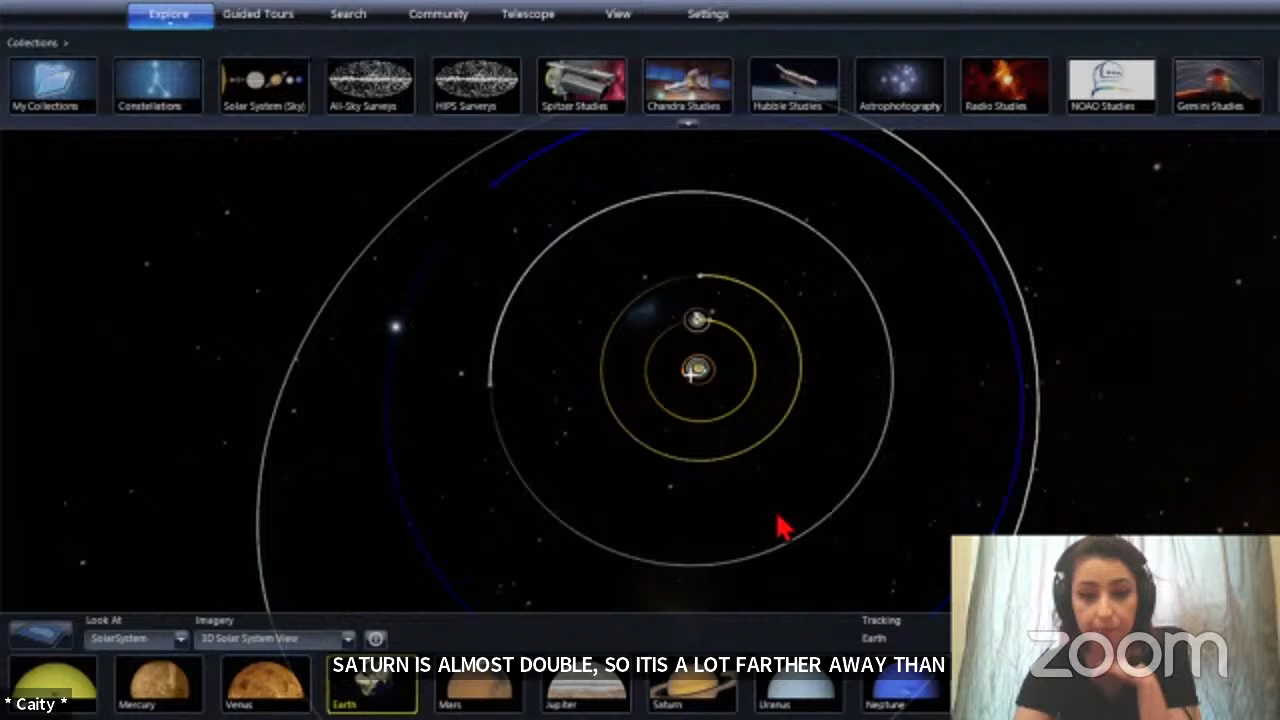 Explore Guided Tours Search Community Telescope View Settings
Collections >
My Collections Constellations Solar System (Sky) All-Sky Surveys HiPS Surverys Spitzer Studies Chandra Studies Hubble Studies Astrophotography Radio Studies NOAO Studies Gemini Studies
Look At Imagery Tracking
SolarSystem 3D Solar System View Earth
SATURN IS ALMOST DOUBLE, SO ITIS A LOT FARTHER AWAY THAN
Mercury Venus Earth Mars Jupiter Saturn Uranus Neptune
* Caity *
zoom